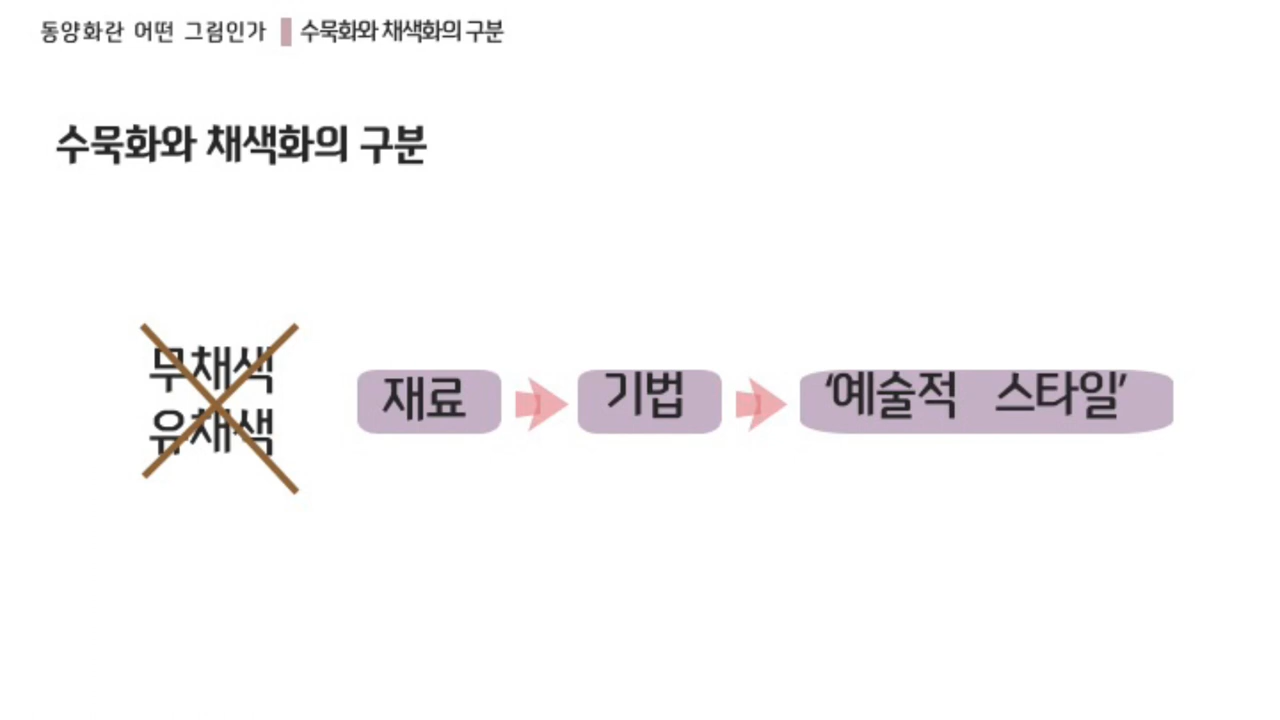 동양화란 어떤 그림인가 수묵화와 채색화의 구분
수묵화와 채색화의 구분
무채색
유채색
재료 기법 ‘예술적 스타일’